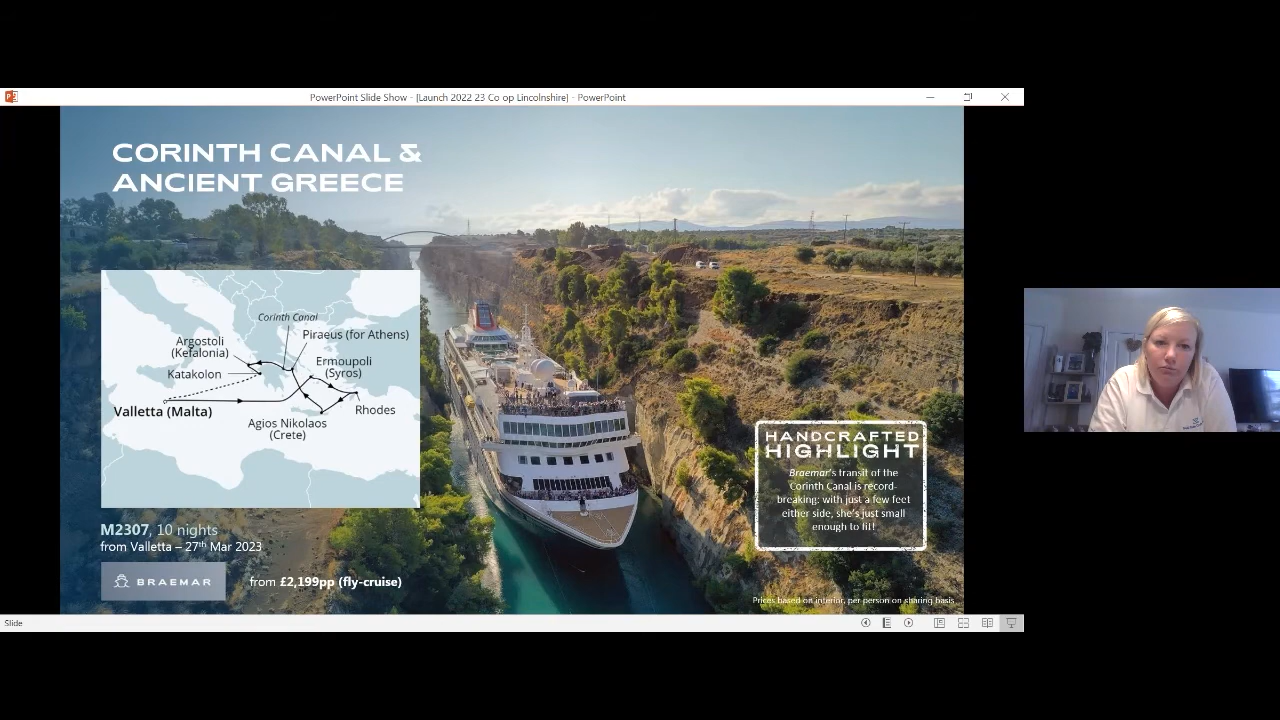 PowerPoint Slide Show - [Launch 2022 23 Co op Lincolnshire] - PowerPoint
CORINTH CANAL &
ANCIENT GREECE
Corinth Canal
Piraeus (for Athens)
Argostoli
(Kefalonia)
Ermoupoli
(Syros)
Katakolon
Valletta (Malta)
Rhodes
Agios Nikolaos
(Crete)
HANDCRAFTED
HIGHLIGHT
Braemar's transit of the
Corinth Canal is record-
breaking: with just a few feet
either side, she's just small
enough to fit!
M2307, 10 nights
from Valletta – 27th Mar 2023
BRAEMAR
from £2,199pp (fly-cruise)
Prices based on interior, per person on sharing basis
Slide